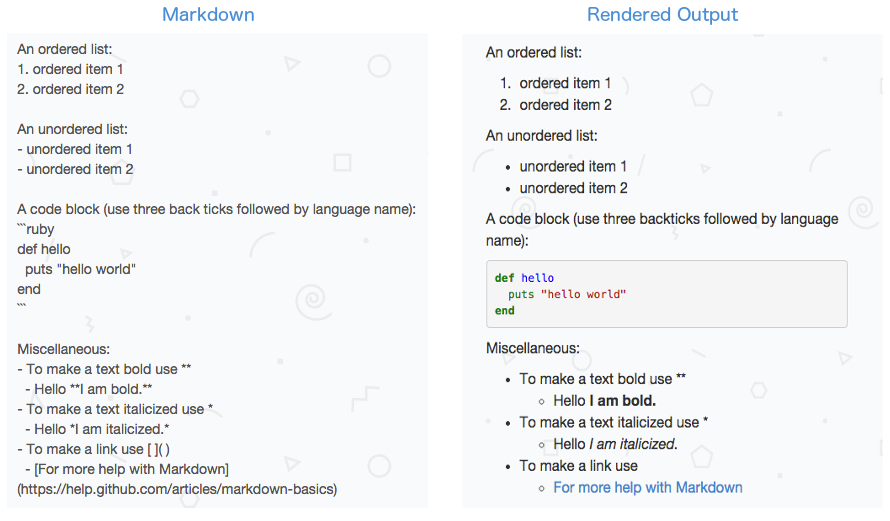 Markdown
An ordered list:
1. ordered item 1
2. ordered item 2
An unordered list:
- unordered item 1
- unordered item 2
A code block (use three back ticks followed by language name):
```ruby
def hello
  puts "hello world"
end
```
Miscellaneous:
- To make a text bold use **
  - Hello **I am bold.**
- To make a text italicized use *
  - Hello *I am italicized.*
- To make a link use [ ]( )
  - [For more help with Markdown]
(https://help.github.com/articles/markdown-basics)
Rendered Output
An ordered list:
1. ordered item 1
2. ordered item 2
An unordered list:
• unordered item 1
• unordered item 2
A code block (use three backticks followed by language
name):
def hello
  puts "hello world"
end
Miscellaneous:
• To make a text bold use **
  ◦ Hello I am bold.
• To make a text italicized use *
  ◦ Hello I am italicized.
• To make a link use
  ◦ For more help with Markdown